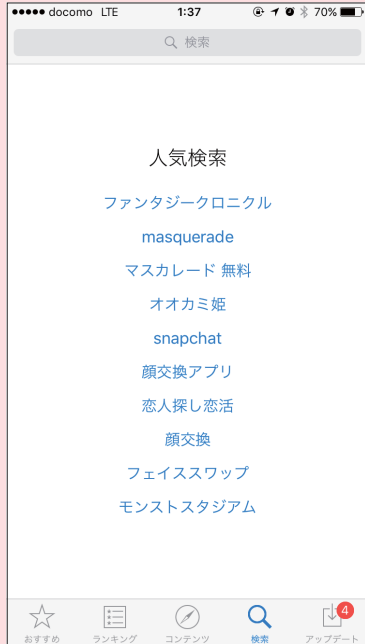 docomo LTE 1:37 70%
検索
人気検索
ファンタジークロニクル
masquerade
マスカレード 無料
オオカミ姫
snapchat
顔交換アプリ
恋人探し恋活
顔交換
フェイススワップ
モンストスタジアム
4
おすすめ ランキング コンテンツ 検索 アップデート